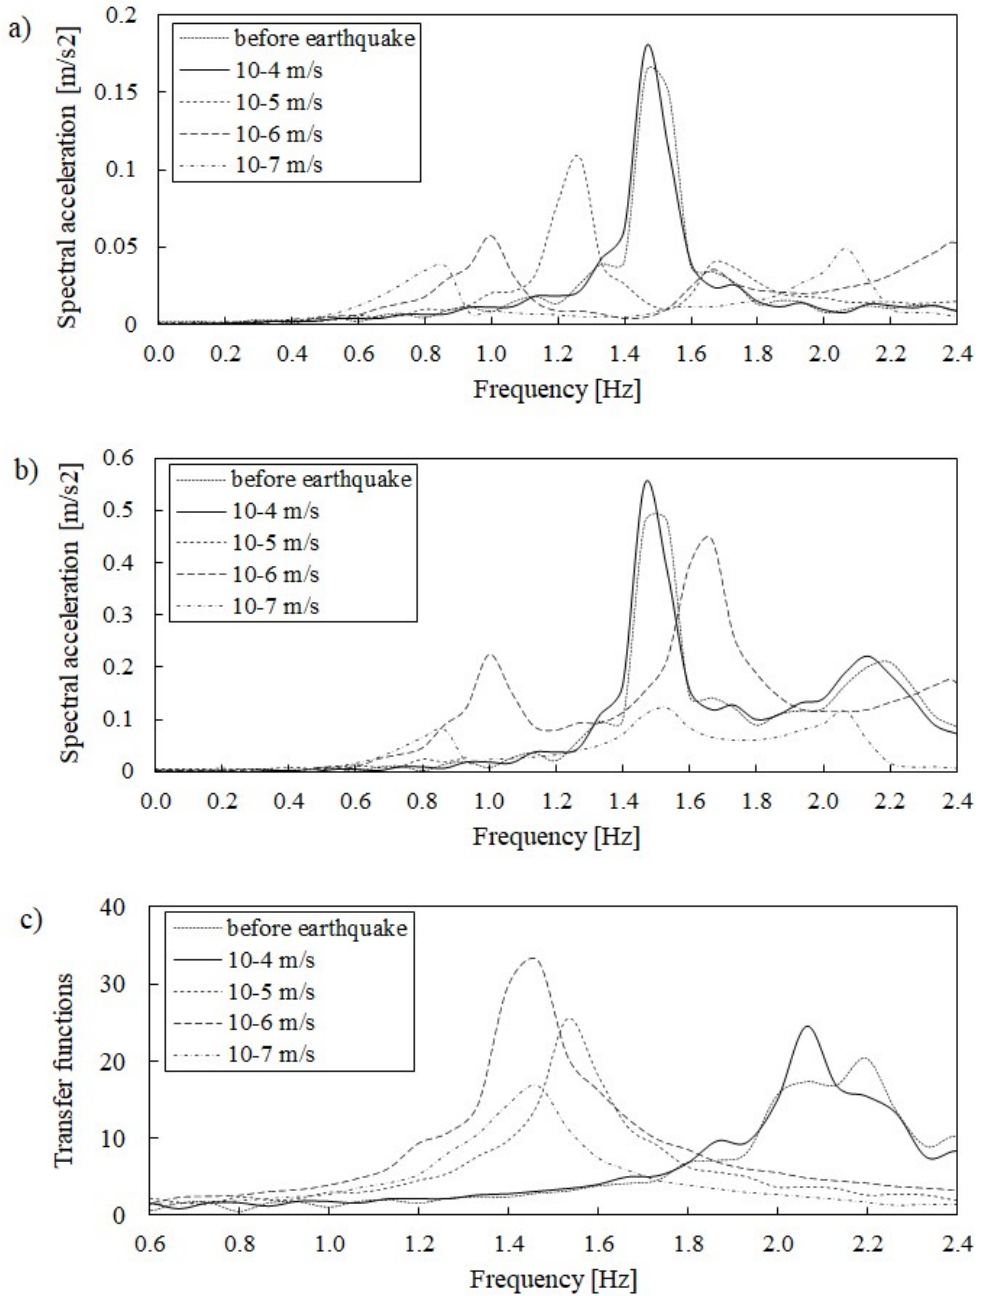 a)
Spectral acceleration [m/s2]
0.2
0.15
0.1
0.05
0
before earthquake
10-4 m/s
10-5 m/s
10-6 m/s
10-7 m/s
0.0 0.2 0.4 0.6 0.8 1.0 1.2 1.4 1.6 1.8 2.0 2.2 2.4
Frequency [Hz]
b)
Spectral acceleration [m/s2]
0.6
0.5
0.4
0.3
0.2
0.1
0
before earthquake
10-4 m/s
10-5 m/s
10-6 m/s
10-7 m/s
0.0 0.2 0.4 0.6 0.8 1.0 1.2 1.4 1.6 1.8 2.0 2.2 2.4
Frequency [Hz]
c)
Transfer functions
40
30
20
10
0
before earthquake
10-4 m/s
10-5 m/s
10-6 m/s
10-7 m/s
0.6 0.8 1.0 1.2 1.4 1.6 1.8 2.0 2.2 2.4
Frequency [Hz]